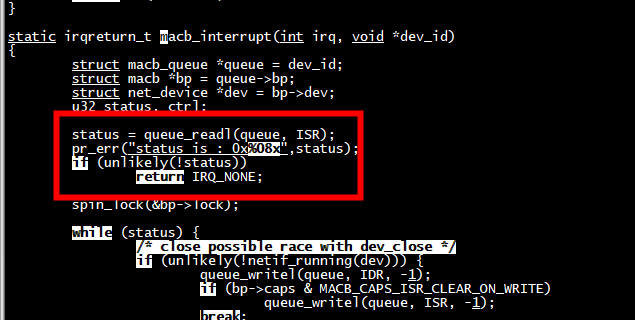 }
static irqreturn_t macb_interrupt(int irq, void *dev_id)
{
struct macb_queue *queue = dev_id;
struct macb *bp = queue->bp;
struct net_device *dev = bp->dev;
u32 status, ctrl;
status = queue_readl(queue, ISR);
pr_err("status is : 0x%08x",status);
if (unlikely(!status))
return IRQ_NONE;
spin_lock(&bp->lock);
while (status) {
/* close possible race with dev_close */
if (unlikely(!netif_running(dev))) {
queue_writel(queue, IDR, -1);
if (bp->caps & MACB_CAPS_ISR_CLEAR_ON_WRITE)
queue_writel(queue, ISR, -1);
break;